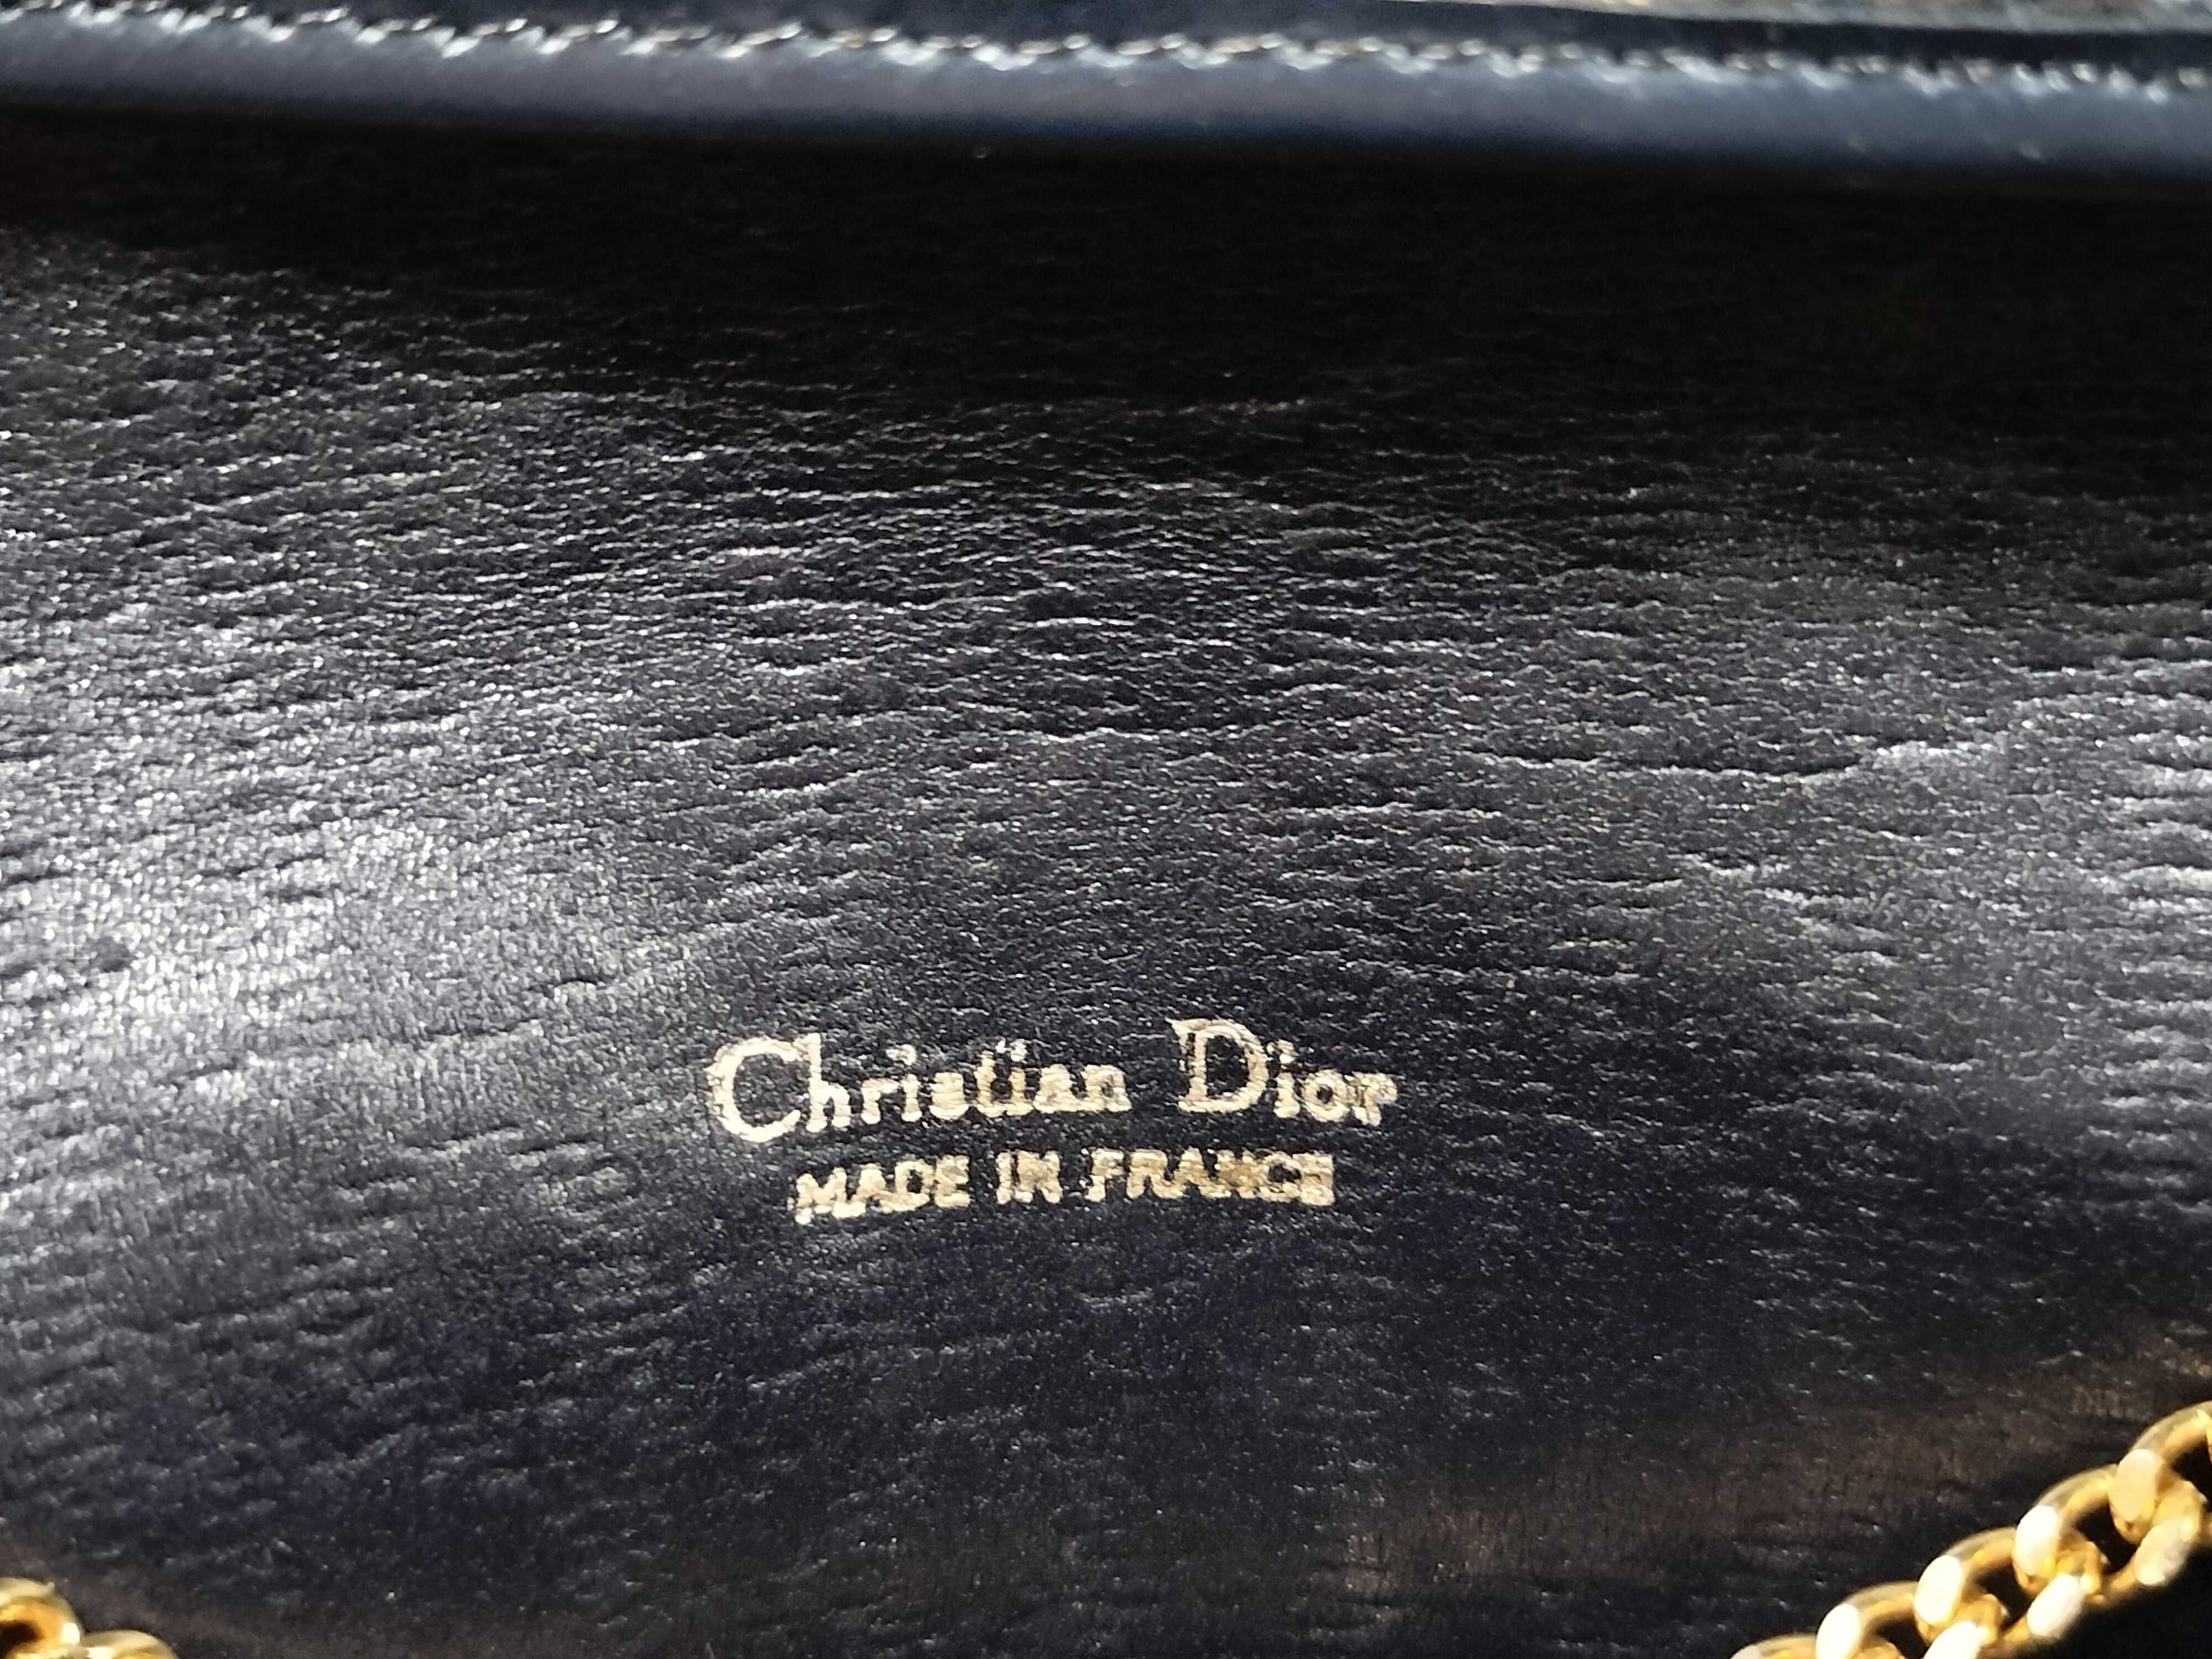 Christian Dior
MADE IN FRANCE